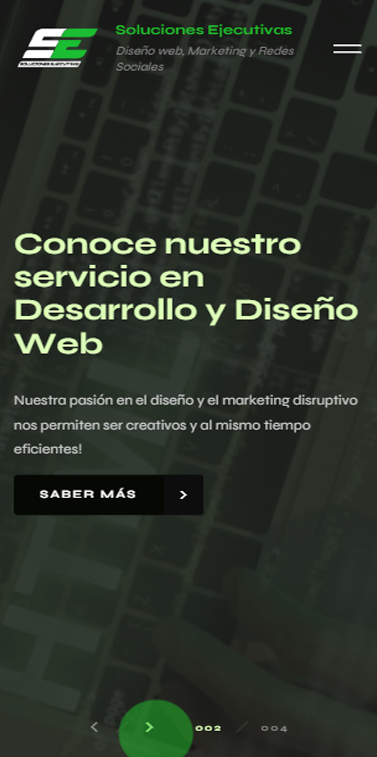 SE
SOLUCIONES EJECUTIVAS
Soluciones Ejecutivas
Diseño web, Marketing y Redes
Sociales
Conoce nuestro
servicio en
Desarrollo y Diseño
Web
Nuestra pasión en el diseño y el marketing disruptivo
nos permiten ser creativos y al mismo tiempo
eficientes!
SABER MÁS
002 / 004